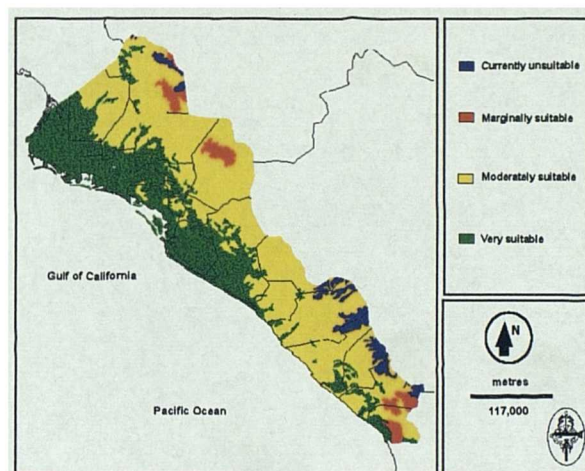 Currently unsuitable
Marginally suitable
Moderately suitable
Very suitable
Gulf of California
Pacific Ocean
N
metres
117,000